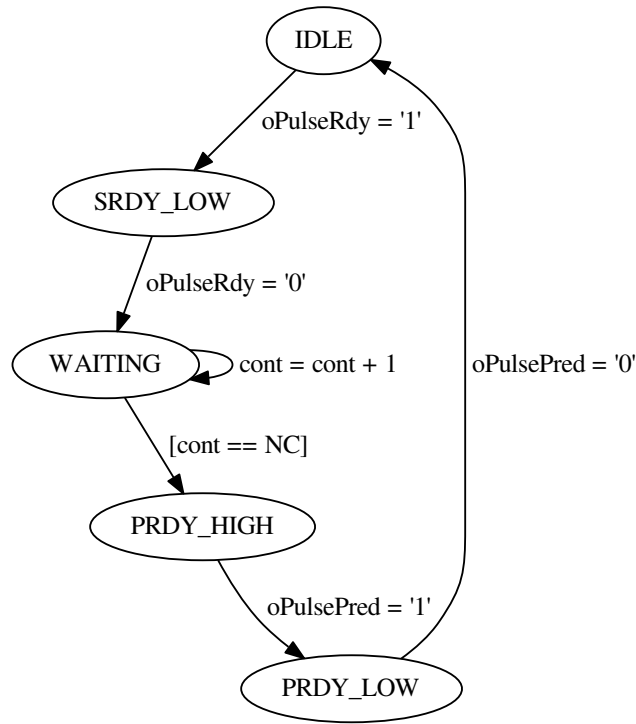 IDLE
oPulseRdy = '1'
SRDY_LOW
oPulseRdy = '0'
WAITING
cont = cont + 1
oPulsePred = '0'
[cont == NC]
PRDY_HIGH
oPulsePred = '1'
PRDY_LOW